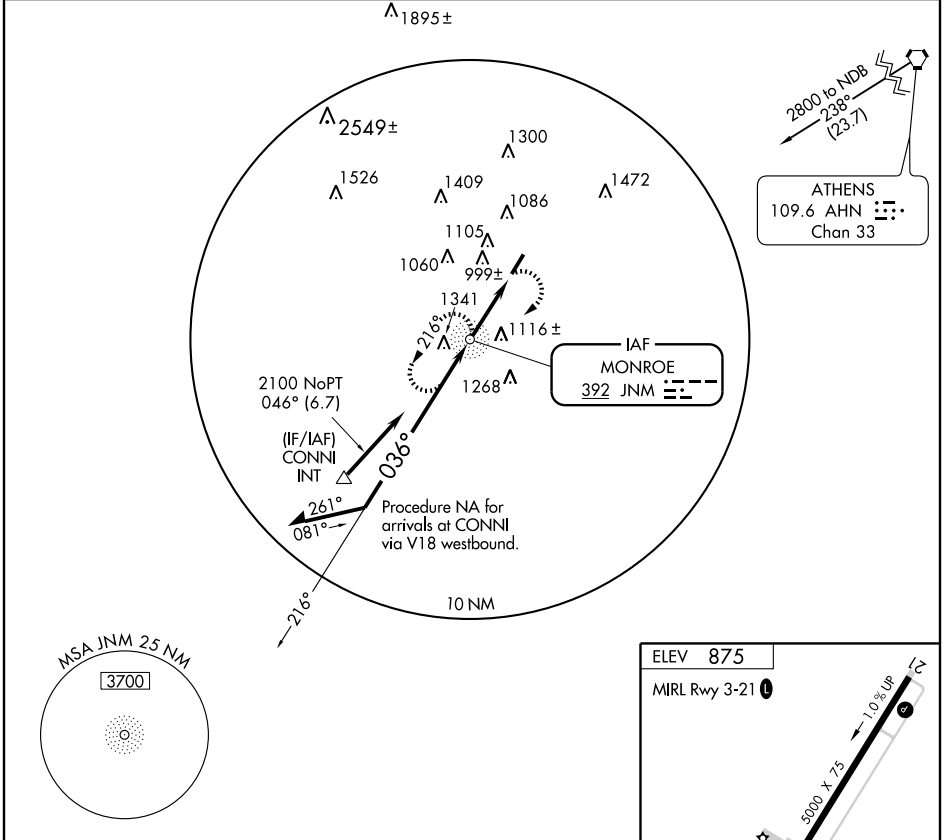 1895±
2549±
1300
1526
1409
1472
1086
1105
1060
999±
1341
216°
1116±
1268
2800 to NDB
238°
(23.7)
ATHENS
109.6 AHN
Chan 33
IAF
MONROE
392 JNM
2100 NoPT
046° (6.7)
(IF/IAF)
CONNI
INT
036°
261°
081°
Procedure NA for
arrivals at CONNI
via V18 westbound.
216°
10 NM
MSA JNM 25 NM
3700
ELEV 875
MIRL Rwy 3-21 L
21
1.0% UP
P
5000 X 75